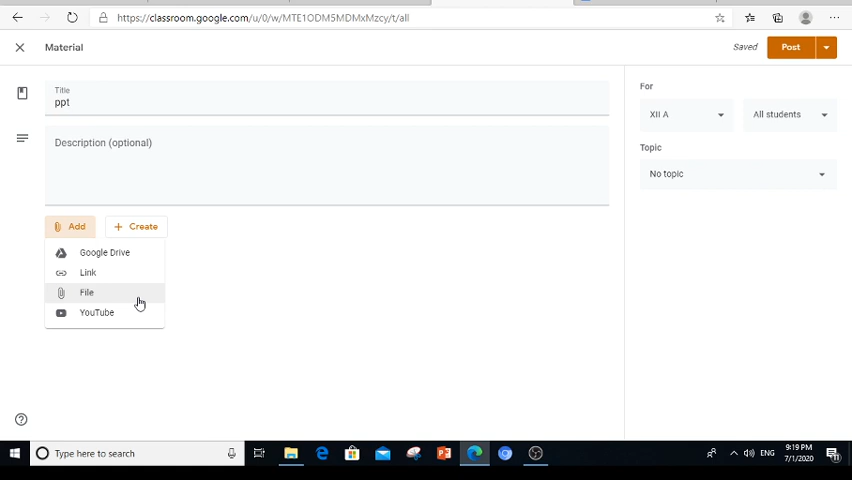 https://classroom.google.com/u/0/w/MTE1ODM5MDMxMzcy/t/all
Material
Saved
Post
Title
ppt
Description (optional)
Add
Create
Google Drive
Link
File
YouTube
For
XII A
All students
Topic
No topic
Type here to search
ENG
9:19 PM
7/1/2020